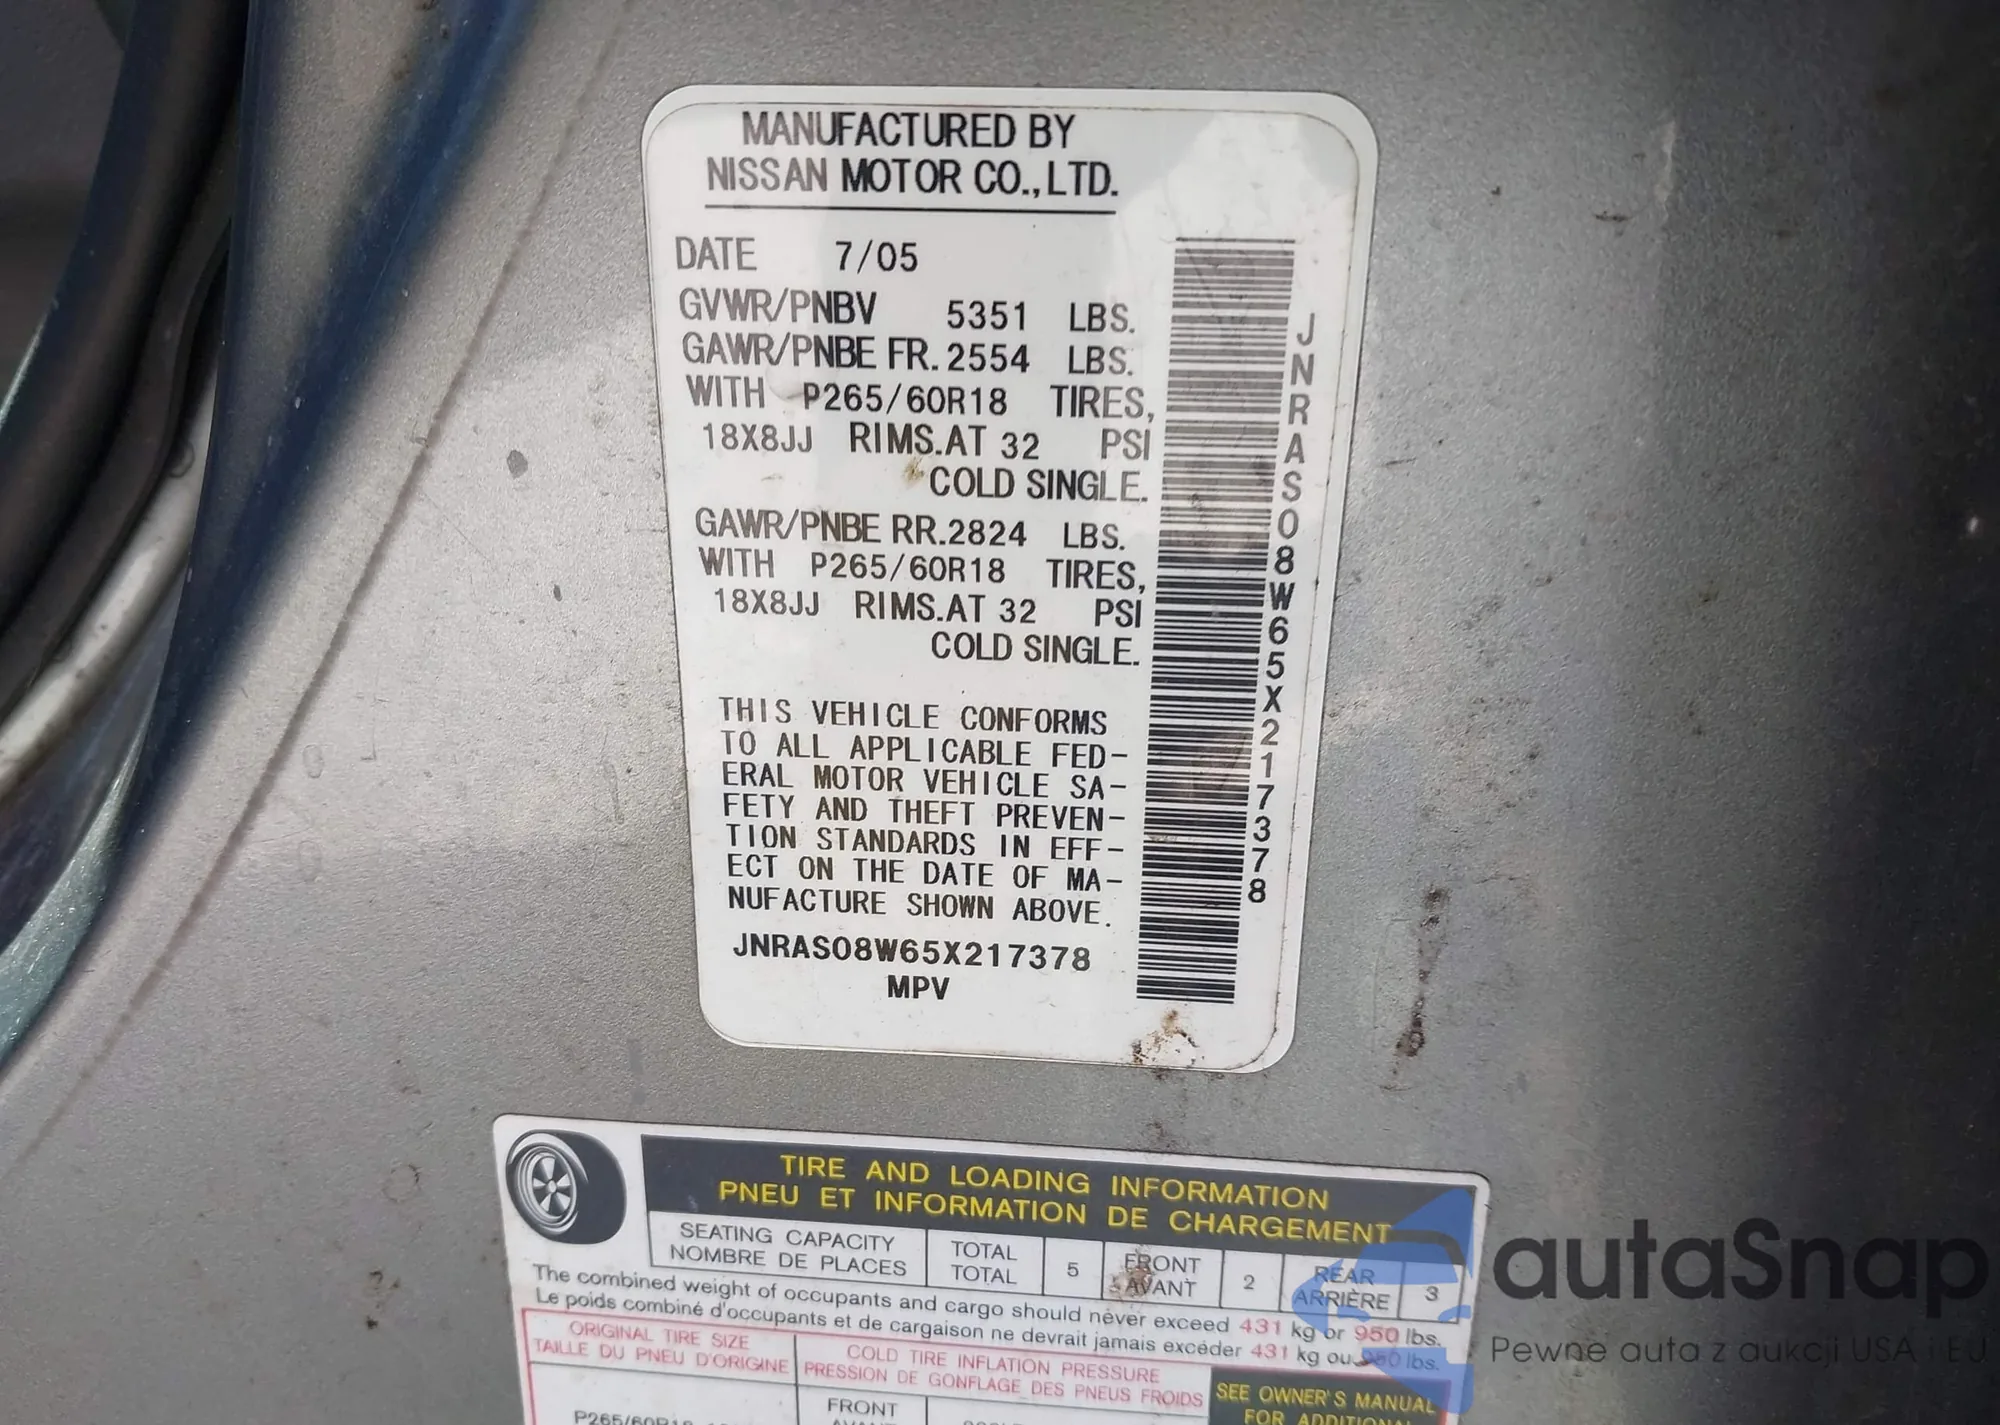 MANUFACTURED BY
NISSAN MOTOR CO., LTD.
DATE 7/05
GVWR/PNBV 5351 LBS.
GAWR/PNBE FR. 2554 LBS.
WITH P265/60R18 TIRES,
18X8JJ RIMS.AT 32 PSI
COLD SINGLE.
GAWR/PNBE RR. 2824 LBS.
WITH P265/60R18 TIRES,
18X8JJ RIMS.AT 32 PSI
COLD SINGLE.
THIS VEHICLE CONFORMS
TO ALL APPLICABLE FED-
ERAL MOTOR VEHICLE SA-
FETY AND THEFT PREVEN-
TION STANDARDS IN EFF-
ECT ON THE DATE OF MA-
NUFACTURE SHOWN ABOVE.
JNRAS08W65X217378
MPV
JNRAS08W65X217378
TIRE AND LOADING INFORMATION
PNEU ET INFORMATION DE CHARGEMENT
SEATING CAPACITY
NOMBRE DE PLACES
TOTAL
TOTAL
5
FRONT
AVANT
2
REAR
ARRIÈRE
3
The combined weight of occupants and cargo should never exceed 431 kg or 950 lbs.
Le poids combiné d'occupants et de cargaison ne devrait jamais excéder 431 kg ou 950 lbs.
ORIGINAL TIRE SIZE
TAILLE DU PNEU D'ORIGINE
COLD TIRE INFLATION PRESSURE
PRESSION DE GONFLAGE DES PNEUS FROIDS
SEE OWNER'S MANUAL
FOR ADDITIONAL
P265/60R18
FRONT
autaSnap
Pewne auta z aukcji USA i EU